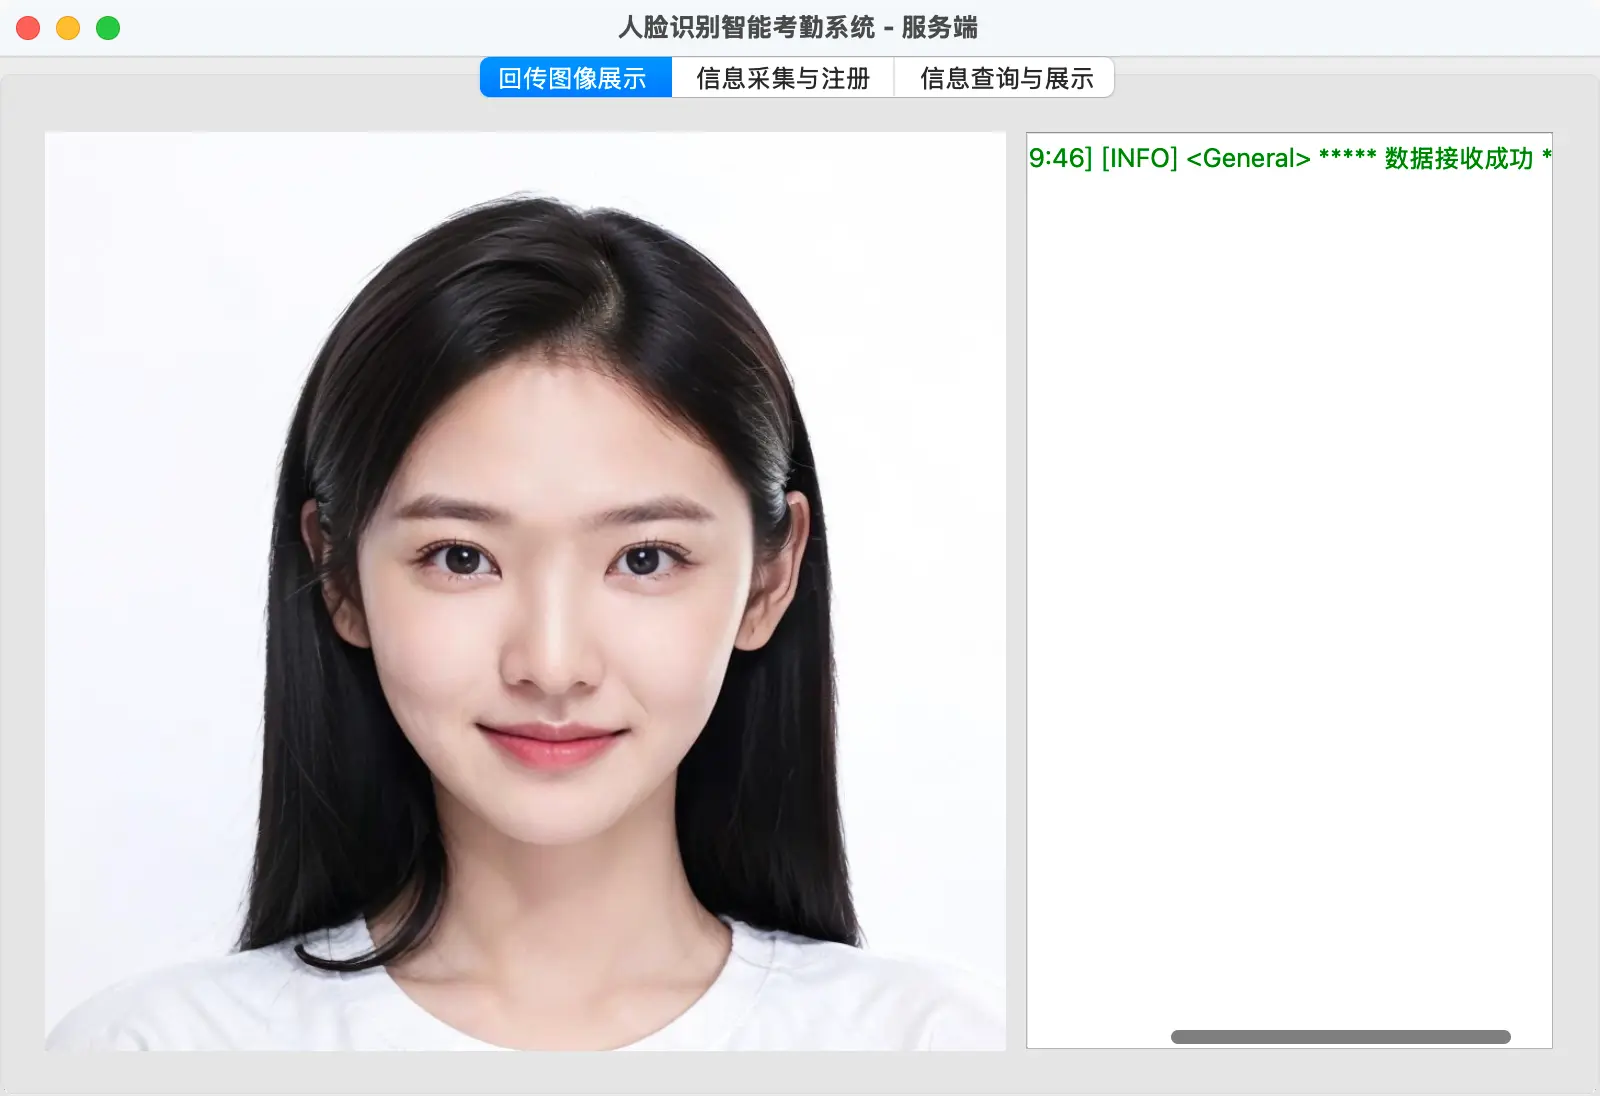 人脸识别智能考勤系统 - 服务端
回传图像展示 信息采集与注册 信息查询与展示
9:46] [INFO] <General> ***** 数据接收成功 *